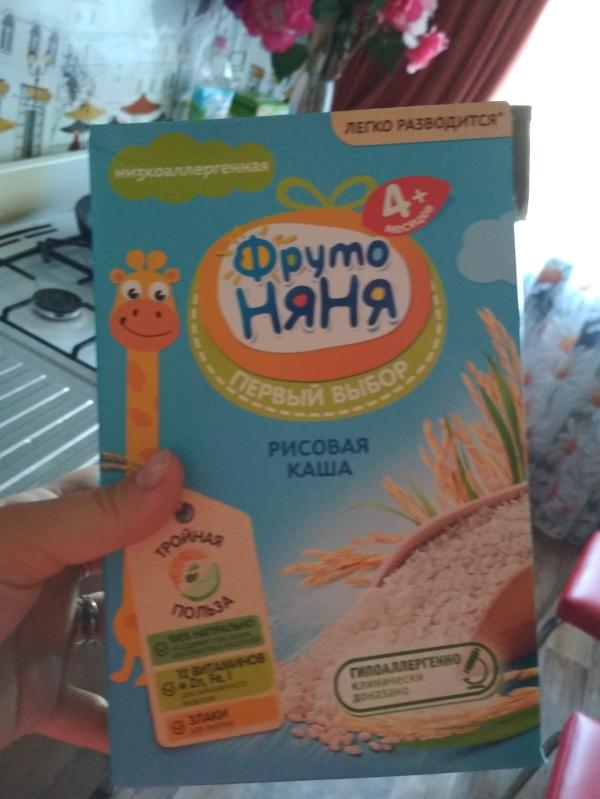 ЛЕГКО РАЗВОДИТСЯ*
низкоаллергенная
4+
месяцев
Фруто
НЯНЯ
ПЕРВЫЙ ВЫБОР
РИСОВАЯ
КАША
ТРОЙНАЯ
ПОЛЬЗА
100% НАТУРАЛЬНО
12 ВИТАМИНОВ
и Zn, Fe, I
ЗЛАКИ
ГИПОАЛЛЕРГЕННО
клинически
доказано